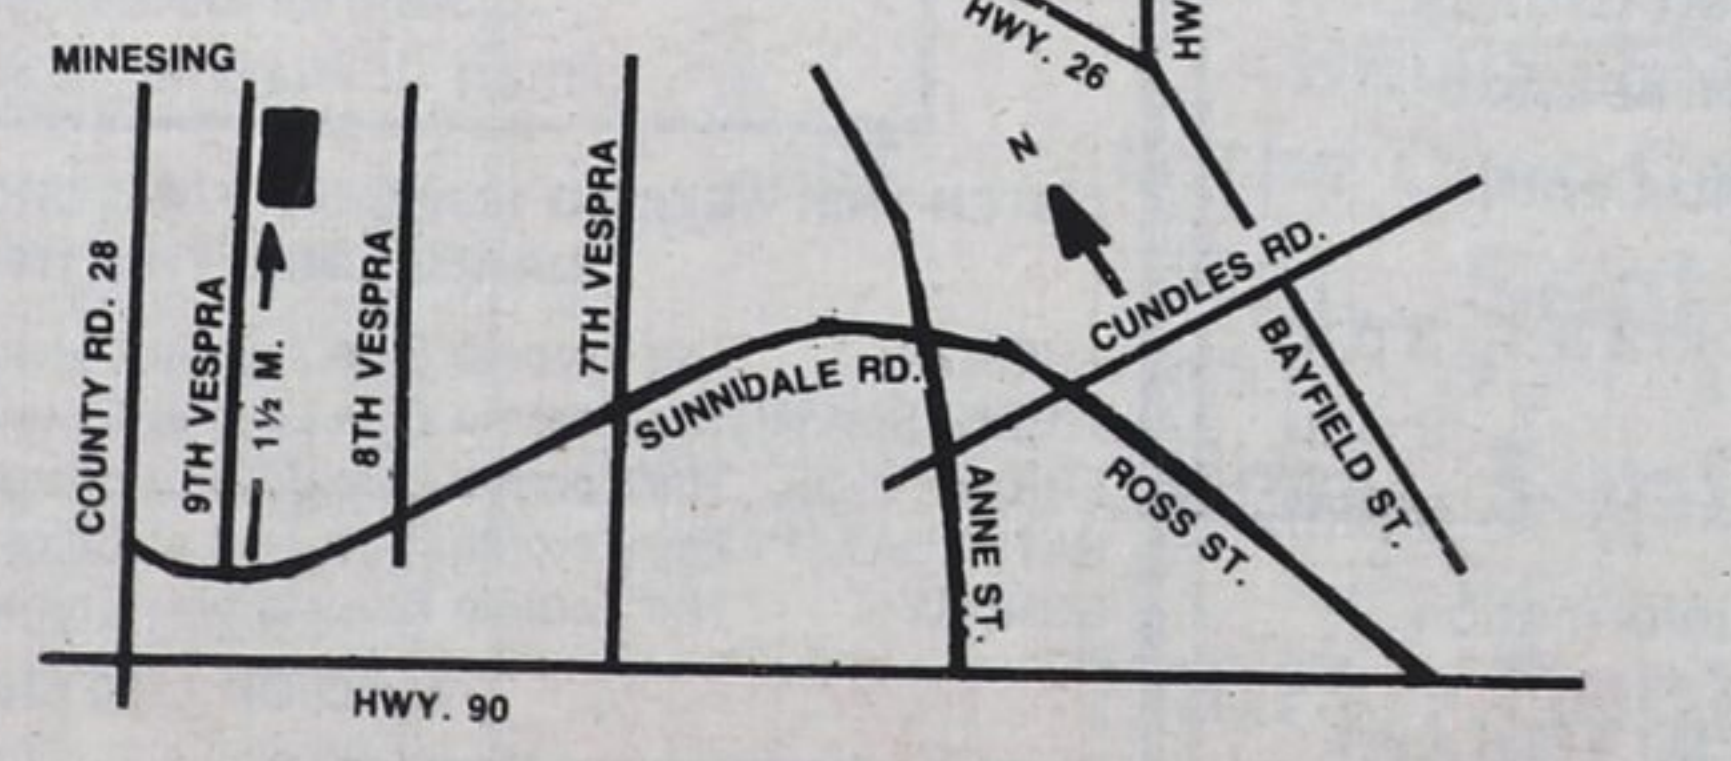 MINESING
HWY. 26
HW
N
COUNTY RD. 28
9TH VESPRA
1½ M.
8TH VESPRA
7TH VESPRA
SUNNIDALE RD.
CUNDLES RD.
BAYFIELD ST.
ROSS ST.
ANNE ST.
HWY. 90